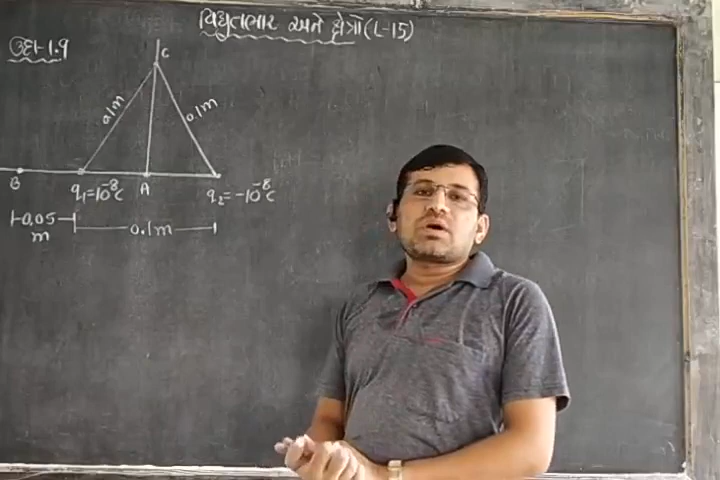 વિદ્યુતભાર અને ક્ષેત્રો (L-15)
ઉદા-1.9
C
0.1m
0.1m
B
q₁=10⁻⁸C
A
q₂=-10⁻⁸C
0.05
m
0.1m